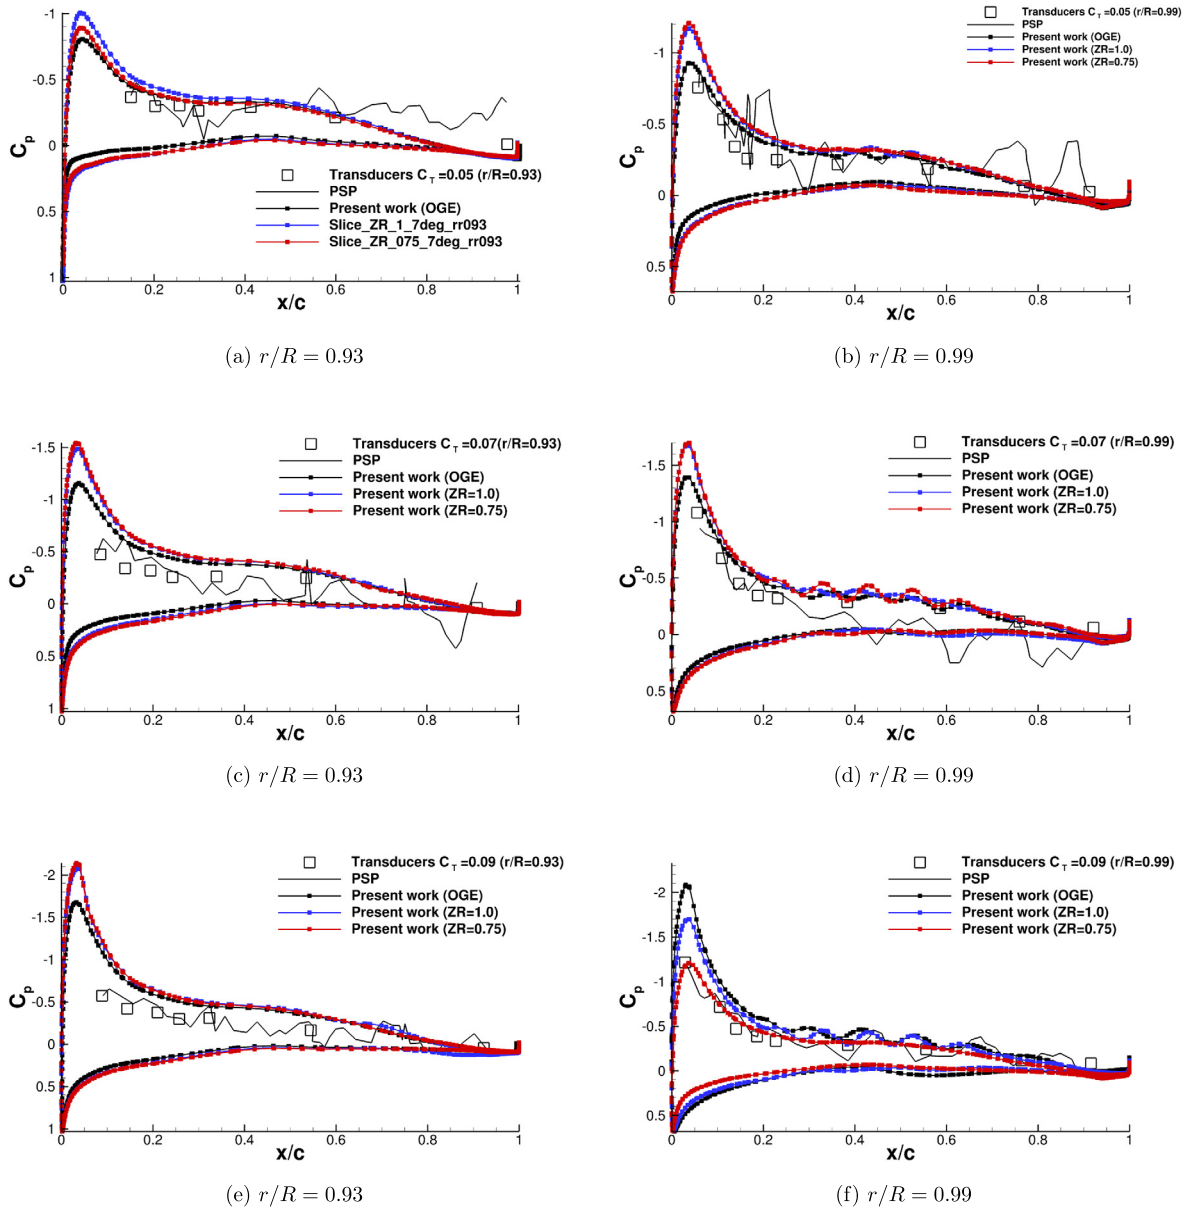 -1
-0.5
0
0.5
1
C_p
Transducers C_T =0.05 (r/R=0.93)
PSP
Present work (OGE)
Slice_ZR_1_7deg_rr093
Slice_ZR_075_7deg_rr093
0 0.2 0.4 0.6 0.8 1
x/c
(a) r/R = 0.93
Transducers C_T =0.05 (r/R=0.99)
PSP
Present work (OGE)
Present work (ZR=1.0)
Present work (ZR=0.75)
-1
-0.5
0
0.5
C_p
0 0.2 0.4 0.6 0.8 1
x/c
(b) r/R = 0.99
-1.5
-1
-0.5
0
0.5
1
C_p
Transducers C_T =0.07(r/R=0.93)
PSP
Present work (OGE)
Present work (ZR=1.0)
Present work (ZR=0.75)
0 0.2 0.4 0.6 0.8 1
x/c
(c) r/R = 0.93
-1.5
-1
-0.5
0
0.5
C_p
Transducers C_T =0.07 (r/R=0.99)
PSP
Present work (OGE)
Present work (ZR=1.0)
Present work (ZR=0.75)
0 0.2 0.4 0.6 0.8 1
x/c
(d) r/R = 0.99
-2
-1.5
-1
-0.5
0
0.5
1
C_p
Transducers C_T =0.09 (r/R=0.93)
PSP
Present work (OGE)
Present work (ZR=1.0)
Present work (ZR=0.75)
0 0.2 0.4 0.6 0.8 1
x/c
(e) r/R = 0.93
-2
-1.5
-1
-0.5
0
0.5
C_p
Transducers C_T =0.09 (r/R=0.99)
PSP
Present work (OGE)
Present work (ZR=1.0)
Present work (ZR=0.75)
0 0.2 0.4 0.6 0.8 1
x/c
(f) r/R = 0.99